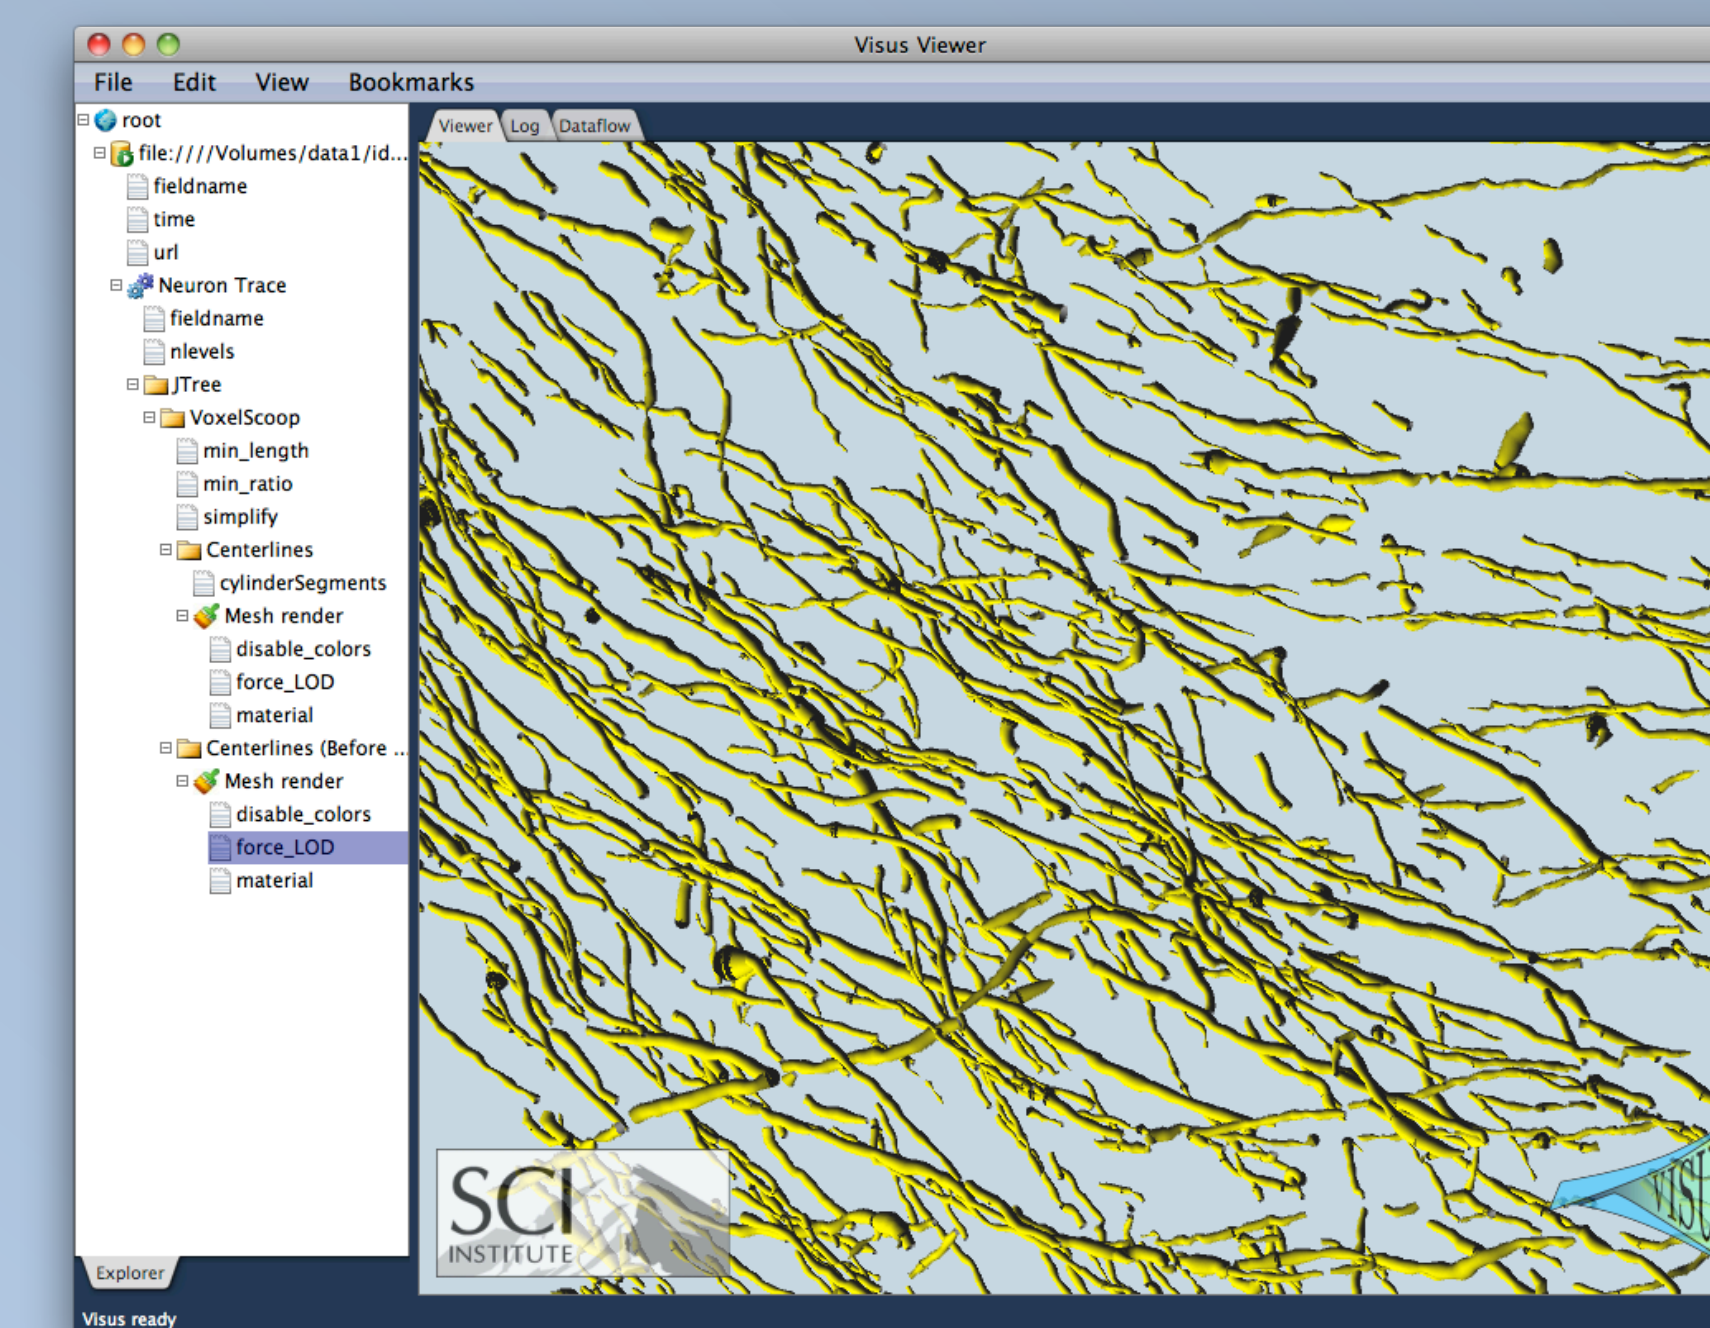 Visus Viewer
File Edit View Bookmarks
root
file:////Volumes/data1/id...
fieldname
time
url
Neuron Trace
fieldname
nlevels
JTree
VoxelScoop
min_length
min_ratio
simplify
Centerlines
cylinderSegments
Mesh render
disable_colors
force_LOD
material
Centerlines (Before ...
Mesh render
disable_colors
force_LOD
material
Explorer
Visus ready
Viewer Log Dataflow
SCI
INSTITUTE